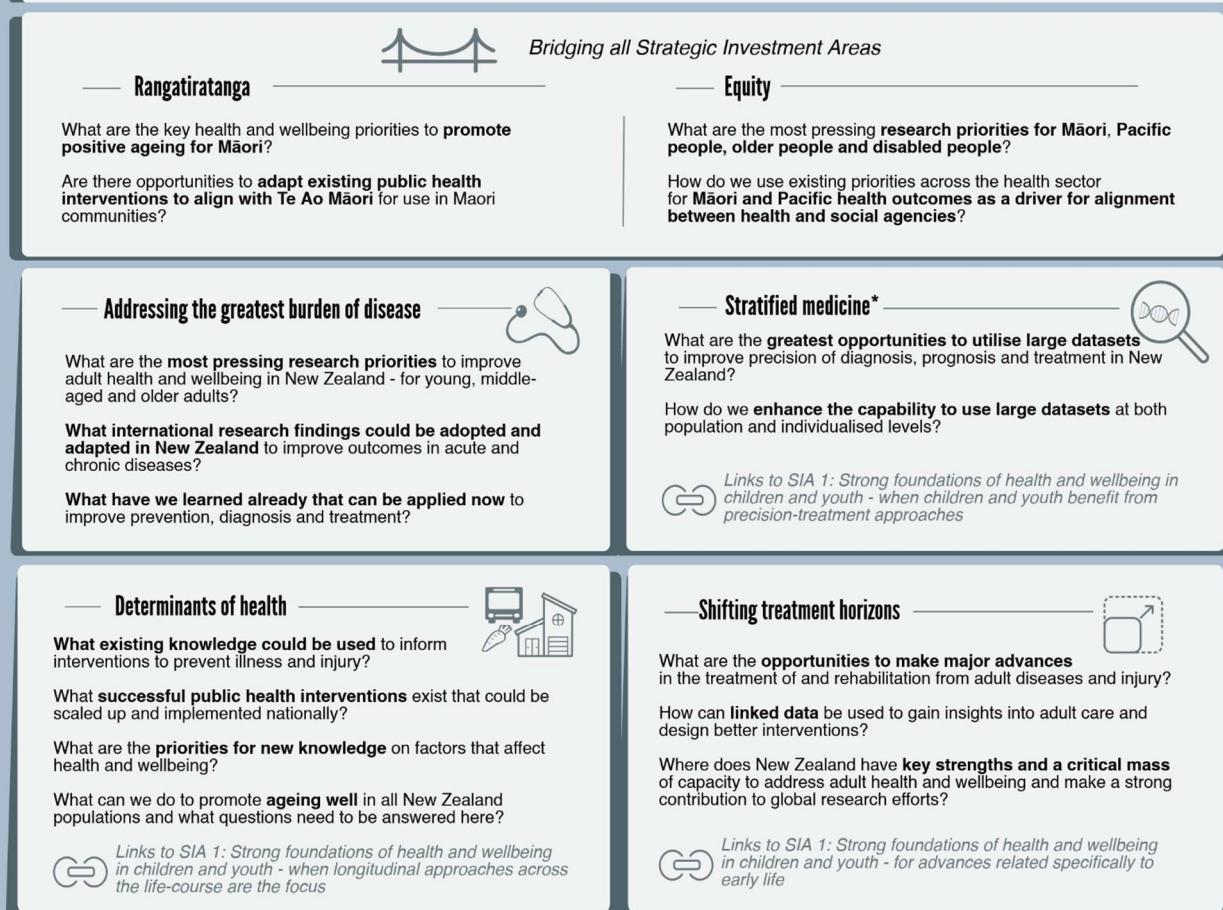 Bridging all Strategic Investment Areas
Rangatiratanga
What are the key health and wellbeing priorities to promote
positive ageing for Māori?
Are there opportunities to adapt existing public health
interventions to align with Te Ao Māori for use in Maori
communities?
Equity
What are the most pressing research priorities for Māori, Pacific
people, older people and disabled people?
How do we use existing priorities across the health sector
for Māori and Pacific health outcomes as a driver for alignment
between health and social agencies?
Addressing the greatest burden of disease
What are the most pressing research priorities to improve
adult health and wellbeing in New Zealand - for young, middle-
aged and older adults?
What international research findings could be adopted and
adapted in New Zealand to improve outcomes in acute and
chronic diseases?
What have we learned already that can be applied now to
improve prevention, diagnosis and treatment?
Stratified medicine*
What are the greatest opportunities to utilise large datasets
to improve precision of diagnosis, prognosis and treatment in New
Zealand?
How do we enhance the capability to use large datasets at both
population and individualised levels?
Links to SIA 1: Strong foundations of health and wellbeing in
children and youth - when children and youth benefit from
precision-treatment approaches
Determinants of health
What existing knowledge could be used to inform
interventions to prevent illness and injury?
What successful public health interventions exist that could be
scaled up and implemented nationally?
What are the priorities for new knowledge on factors that affect
health and wellbeing?
What can we do to promote ageing well in all New Zealand
populations and what questions need to be answered here?
Links to SIA 1: Strong foundations of health and wellbeing
in children and youth - when longitudinal approaches across
the life-course are the focus
Shifting treatment horizons
What are the opportunities to make major advances
in the treatment of and rehabilitation from adult diseases and injury?
How can linked data be used to gain insights into adult care and
design better interventions?
Where does New Zealand have key strengths and a critical mass
of capacity to address adult health and wellbeing and make a strong
contribution to global research efforts?
Links to SIA 1: Strong foundations of health and wellbeing
in children and youth - for advances related specifically to
early life